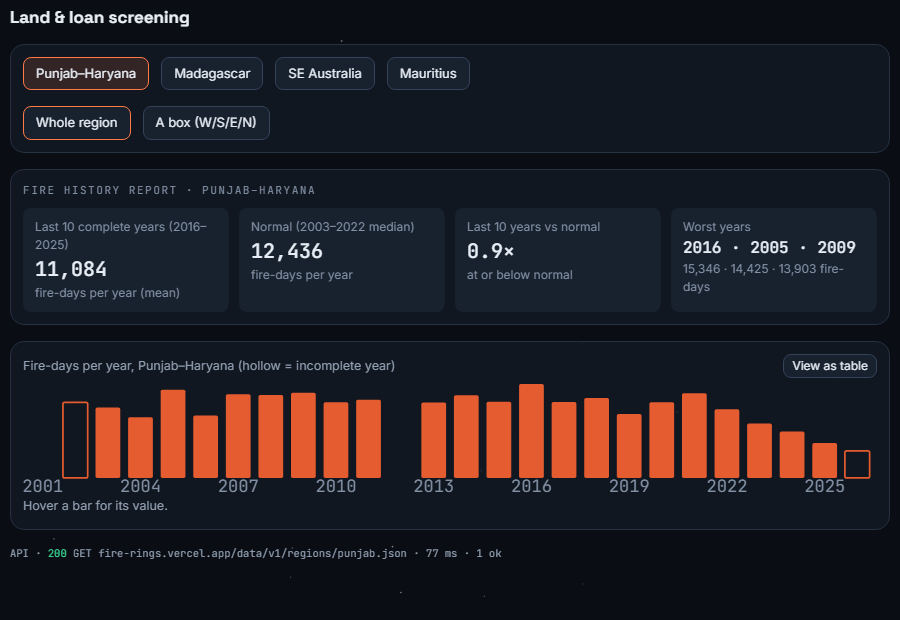 Land & loan screening
Punjab–Haryana
Madagascar
SE Australia
Mauritius
Whole region
A box (W/S/E/N)
FIRE HISTORY REPORT · PUNJAB–HARYANA
Last 10 complete years (2016–
2025)
11,084
fire-days per year (mean)
Normal (2003–2022 median)
12,436
fire-days per year
Last 10 years vs normal
0.9×
at or below normal
Worst years
2016 · 2005 · 2009
15,346 · 14,425 · 13,903 fire-
days
Fire-days per year, Punjab–Haryana (hollow = incomplete year)
View as table
2001 2004 2007 2010 2013 2016 2019 2022 2025
Hover a bar for its value.
API · 200 GET fire-rings.vercel.app/data/v1/regions/punjab.json · 77 ms · 1 ok